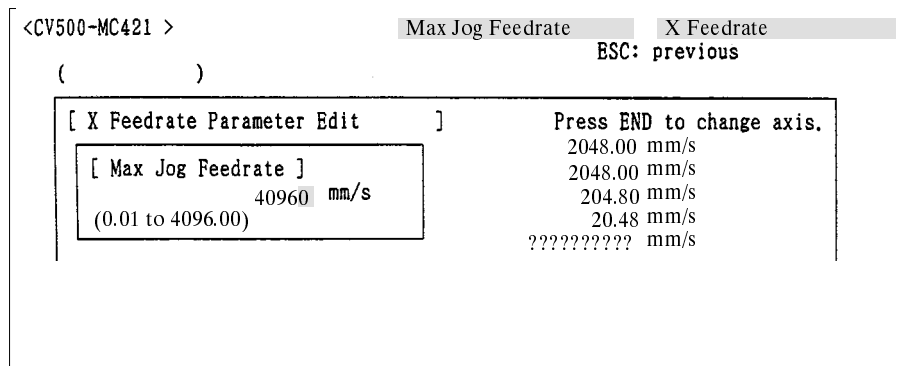 <CV500-MC421 > Max Jog Feedrate X Feedrate
ESC: previous
( )
[ X Feedrate Parameter Edit ] Press END to change axis.
2048.00 mm/s
[ Max Jog Feedrate ] 2048.00 mm/s
40960 mm/s 204.80 mm/s
(0.01 to 4096.00) 20.48 mm/s
?????????? mm/s